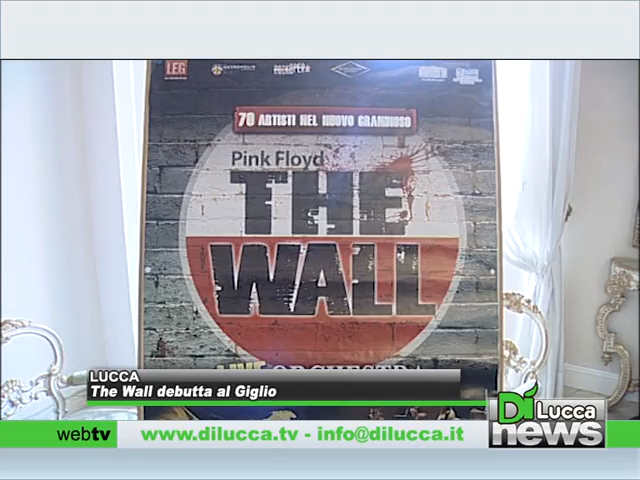 LEG
70 ARTISTI NEL NUOVO GRANDIOSO
Pink Floyd
THE
WALL
LUCCA
The Wall debutta al Giglio
Di Lucca
news
webtv
www.dilucca.tv - info@dilucca.it